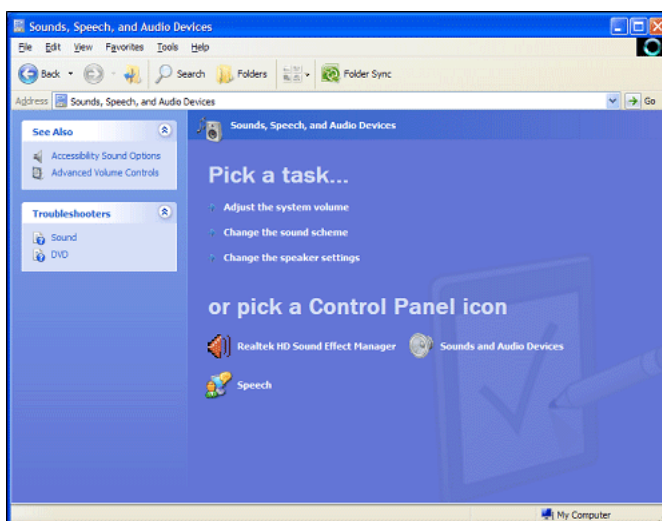 Sounds, Speech, and Audio Devices
File Edit View Favorites Tools Help
Back Search Folders Folder Sync
Address Sounds, Speech, and Audio Devices Go
See Also
Accessibility Sound Options
Advanced Volume Controls
Troubleshooters
Sound
DVD
Sounds, Speech, and Audio Devices
Pick a task...
Adjust the system volume
Change the sound scheme
Change the speaker settings
or pick a Control Panel icon
Realtek HD Sound Effect Manager Sounds and Audio Devices
Speech
My Computer